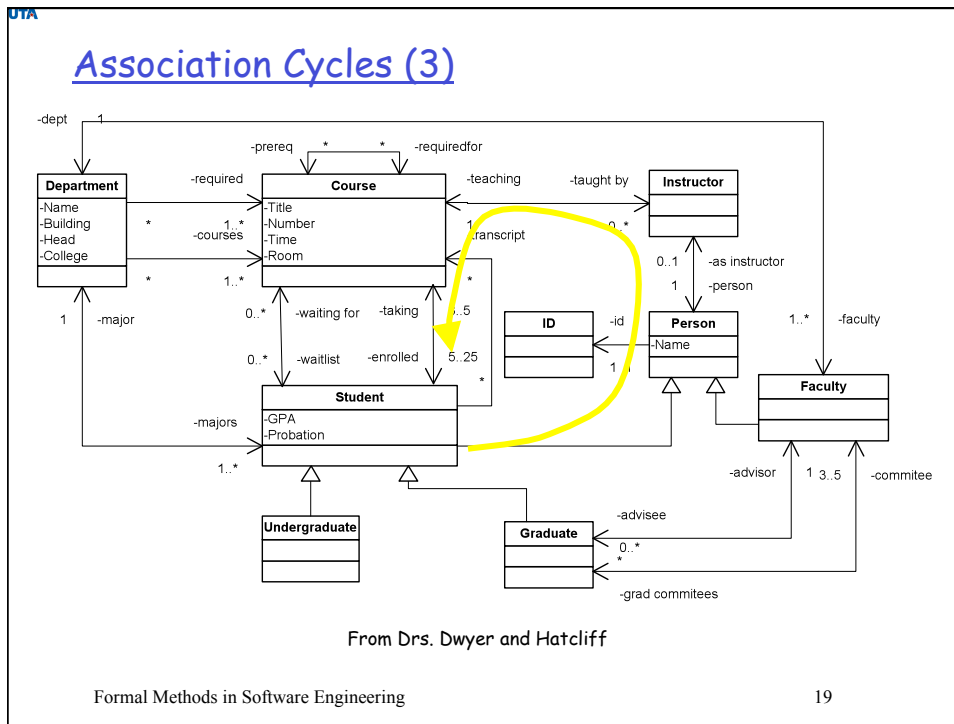 UTA
Association Cycles (3)
-dept 1
-prereq * * -requiredfor
Department
-Name
-Building
-Head
-College
-required
* 1..*
-courses
* 1..*
Course
-Title
-Number
-Time
-Room
-teaching -taught by
1 0..*
Instructor
transcript
*
0..1 -as instructor
1 -person
1 -major
0..* -waiting for
-taking
0..* -waitlist
-enrolled 5..25
*
ID
-id
Person
-Name
1..* -faculty
Faculty
Student
-GPA
-Probation
-majors
1..*
-advisor 1 3..5 -commitee
Undergraduate
Graduate
-advisee
0..*
*
-grad commitees
From Drs. Dwyer and Hatcliff
Formal Methods in Software Engineering 19